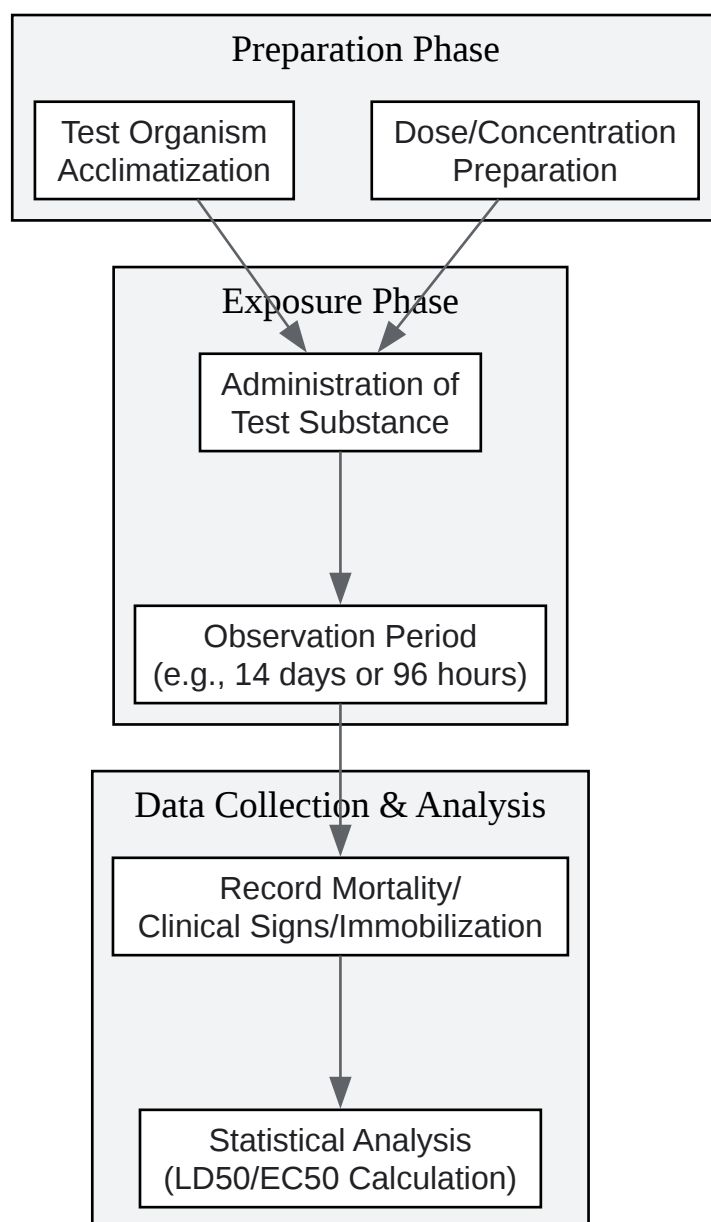 Preparation Phase
Test Organism
Acclimatization
Dose/Concentration
Preparation
Exposure Phase
Administration of
Test Substance
Observation Period
(e.g., 14 days or 96 hours)
Data Collection & Analysis
Record Mortality/
Clinical Signs/Immobilization
Statistical Analysis
(LD50/EC50 Calculation)